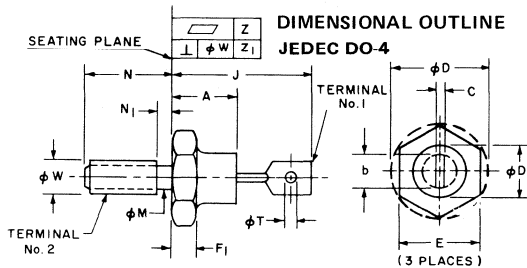 DIMENSIONAL OUTLINE
JEDEC DO-4
Z
⊥ φW Z1
SEATING PLANE
N
J
A
N1
TERMINAL
No.1
φW
φM
φT
TERMINAL
No. 2
F1
φD
C
b
φD
E
(3 PLACES)